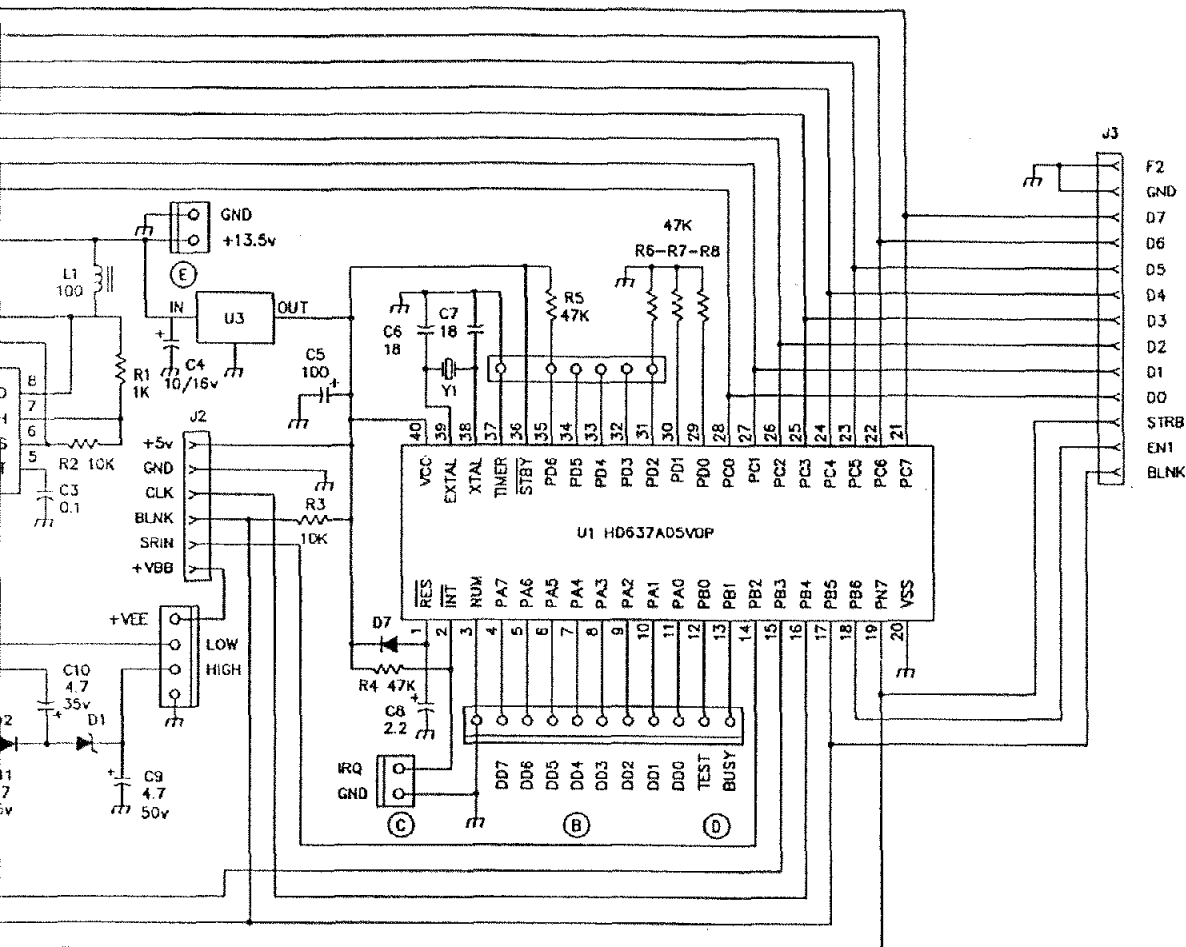 J3
F2
GND
D7
D6
D5
D4
D3
D2
D1
D0
STRB
EN1
BLNK
GND
+13.5v
E
L1
100
IN
U3
OUT
C4
10/16v
R1
1K
8
7
6
5
R2 10K
C3
0.1
C5
100
+
C6
18
C7
18
Y1
R5
47K
47K
R6-R7-R8
J2
+5v
GND
CLK
BLNK
SRIN
+VBB
R3
10K
40 39 38 37 36 35 34 33 32 31 30 29 28 27 26 25 24 23 22 21
VCC EXTAL XTAL TIMER STBY PD6 PD5 PD4 PD3 PD2 PD1 PD0 PC0 PC1 PC2 PC3 PC4 PC5 PC6 PC7
U1 HD637A05V0P
RES INT NUM PA7 PA6 PA5 PA4 PA3 PA2 PA1 PA0 PB0 PB1 PB2 PB3 PB4 PB5 PB6 PN7 VSS
1 2 3 4 5 6 7 8 9 10 11 12 13 14 15 16 17 18 19 20
+VEE
LOW
HIGH
D7
R4 47K
C8
2.2
+
C10
4.7
35v
+
D1
C9
4.7
50v
+
IRQ
GND
C
DD7 DD6 DD5 DD4 DD3 DD2 DD1 DD0 TEST BUSY
B
D